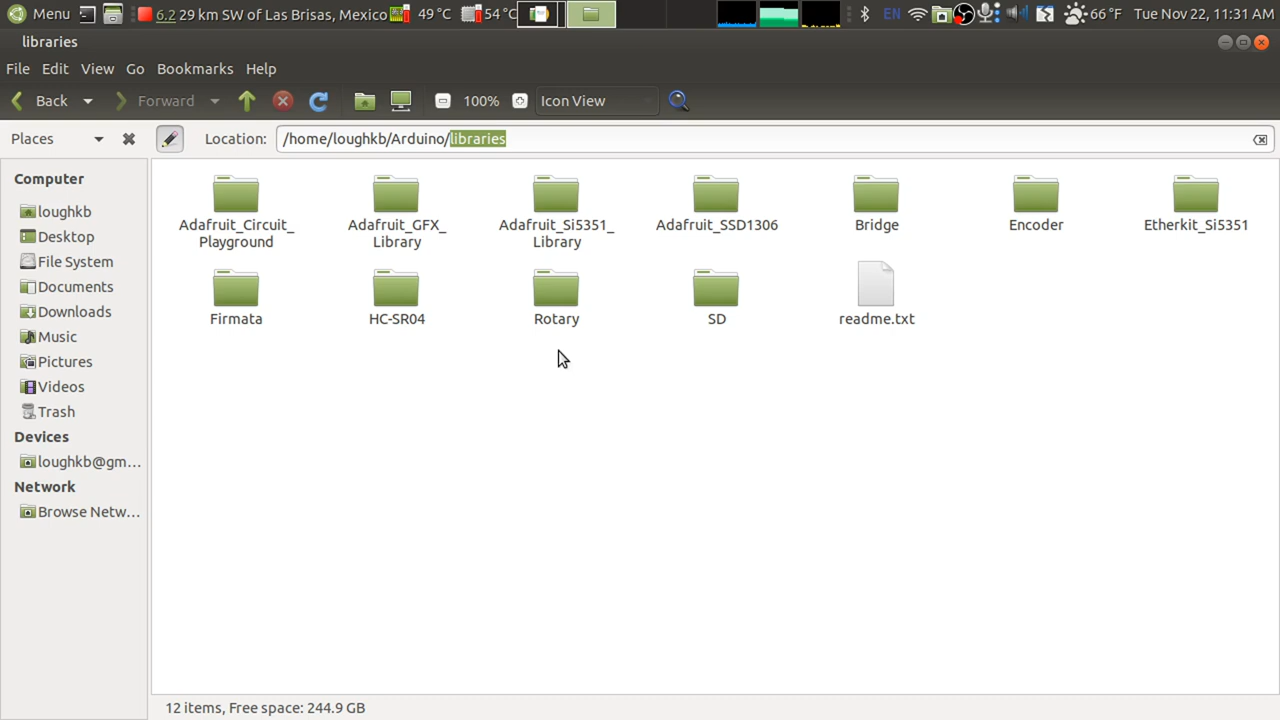 Menu 6.2 29 km SW of Las Brisas, Mexico 49 °C 54 °C EN 66 °F Tue Nov 22, 11:31 AM
libraries
File Edit View Go Bookmarks Help
Back Forward 100% Icon View
Places Location: /home/loughkb/Arduino/libraries
Computer
loughkb
Desktop
File System
Documents
Downloads
Music
Pictures
Videos
Trash
Devices
loughkb@gm...
Network
Browse Netw...
Adafruit_Circuit_
Playground
Adafruit_GFX_
Library
Adafruit_Si5351_
Library
Adafruit_SSD1306
Bridge
Encoder
Etherkit_Si5351
Firmata
HC-SR04
Rotary
SD
readme.txt
12 items, Free space: 244.9 GB